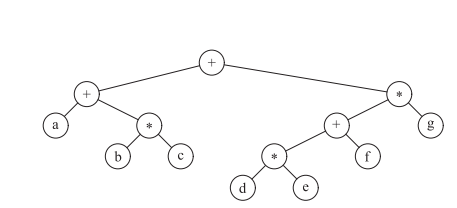 +
+ *
a * + g
b c * f
d e